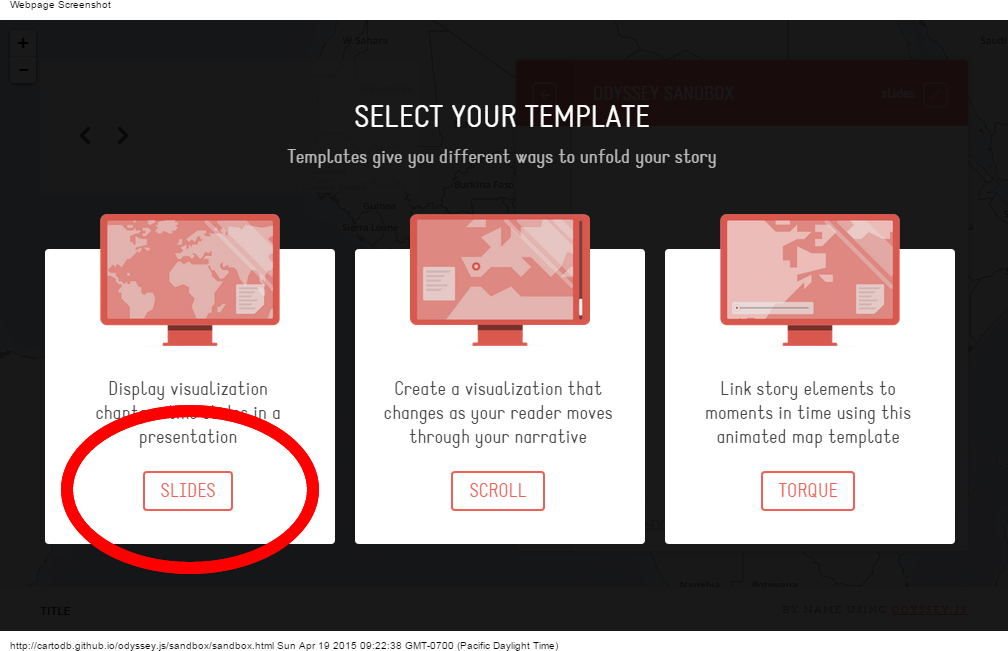 Webpage Screenshot
+
W-Sahara
Saudi
−
ODYSSEY SANDBOX
slides
SELECT YOUR TEMPLATE
Templates give you different ways to unfold your story
Burkina Faso
Guinea
Sierra Leone
Display visualization
in a
presentation
SLIDES
Create a visualization that
changes as your reader moves
through your narrative
SCROLL
Link story elements to
moments in time using this
animated map template
TORQUE
Namibia
Botswana
TITLE
BY NAME USING ODYSSEY.JS
http://cartodb.github.io/odyssey.js/sandbox/sandbox.html Sun Apr 19 2015 09:22:38 GMT-0700 (Pacific Daylight Time)